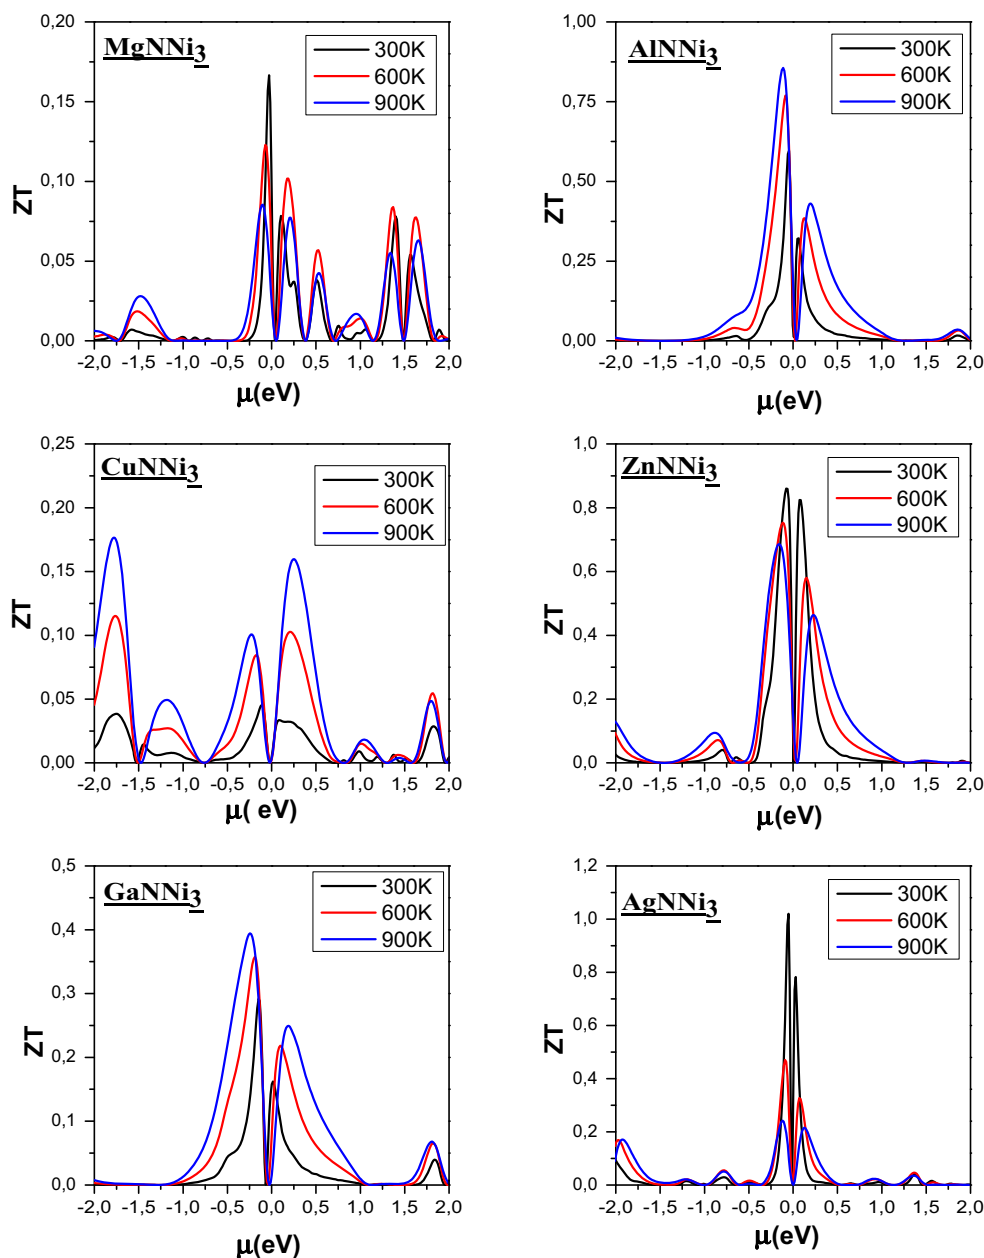 MgNNi3
300K
600K
900K
ZT
0,20
0,15
0,10
0,05
0,00
-2,0 -1,5 -1,0 -0,5 0,0 0,5 1,0 1,5 2,0
μ(eV)
AlNNi3
300K
600K
900K
ZT
1,00
0,75
0,50
0,25
0,00
-2,0 -1,5 -1,0 -0,5 0,0 0,5 1,0 1,5 2,0
μ(eV)
CuNNi3
300K
600K
900K
ZT
0,25
0,20
0,15
0,10
0,05
0,00
-2,0 -1,5 -1,0 -0,5 0,0 0,5 1,0 1,5 2,0
μ( eV)
ZnNNi3
300K
600K
900K
ZT
1,0
0,8
0,6
0,4
0,2
0,0
-2,0 -1,5 -1,0 -0,5 0,0 0,5 1,0 1,5 2,0
μ(eV)
GaNNi3
300K
600K
900K
ZT
0,5
0,4
0,3
0,2
0,1
0,0
-2,0 -1,5 -1,0 -0,5 0,0 0,5 1,0 1,5 2,0
μ(eV)
AgNNi3
300K
600K
900K
ZT
1,2
1,0
0,8
0,6
0,4
0,2
0,0
-2,0 -1,5 -1,0 -0,5 0,0 0,5 1,0 1,5 2,0
μ(eV)